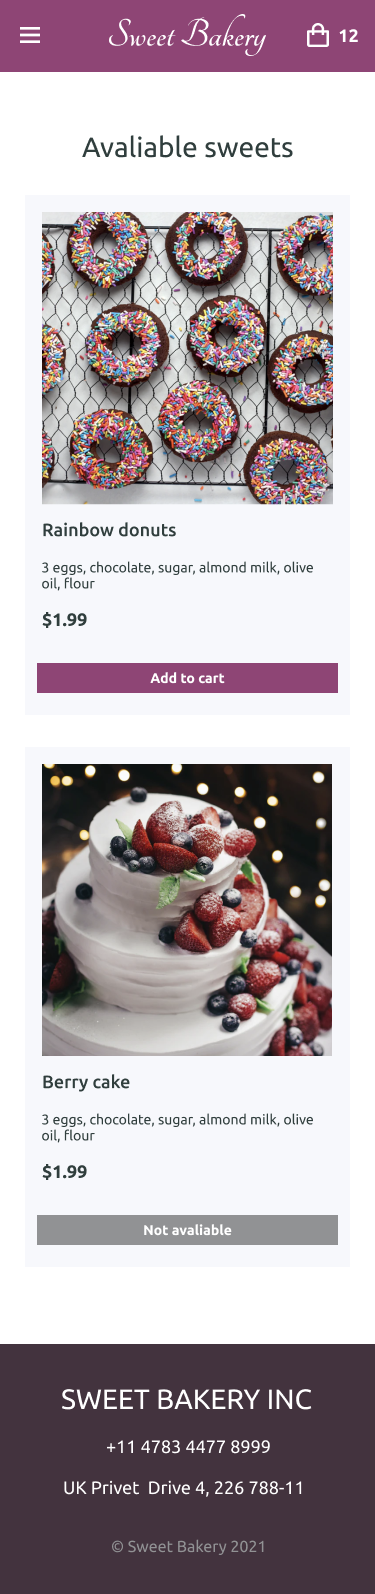 Sweet Bakery
12
Avaliable sweets
Rainbow donuts
3 eggs, chocolate, sugar, almond milk, olive
oil, flour
$1.99
Add to cart
Berry cake
3 eggs, chocolate, sugar, almond milk, olive
oil, flour
$1.99
Not avaliable
SWEET BAKERY INC
+11 4783 4477 8999
UK Privet  Drive 4, 226 788-11
© Sweet Bakery 2021